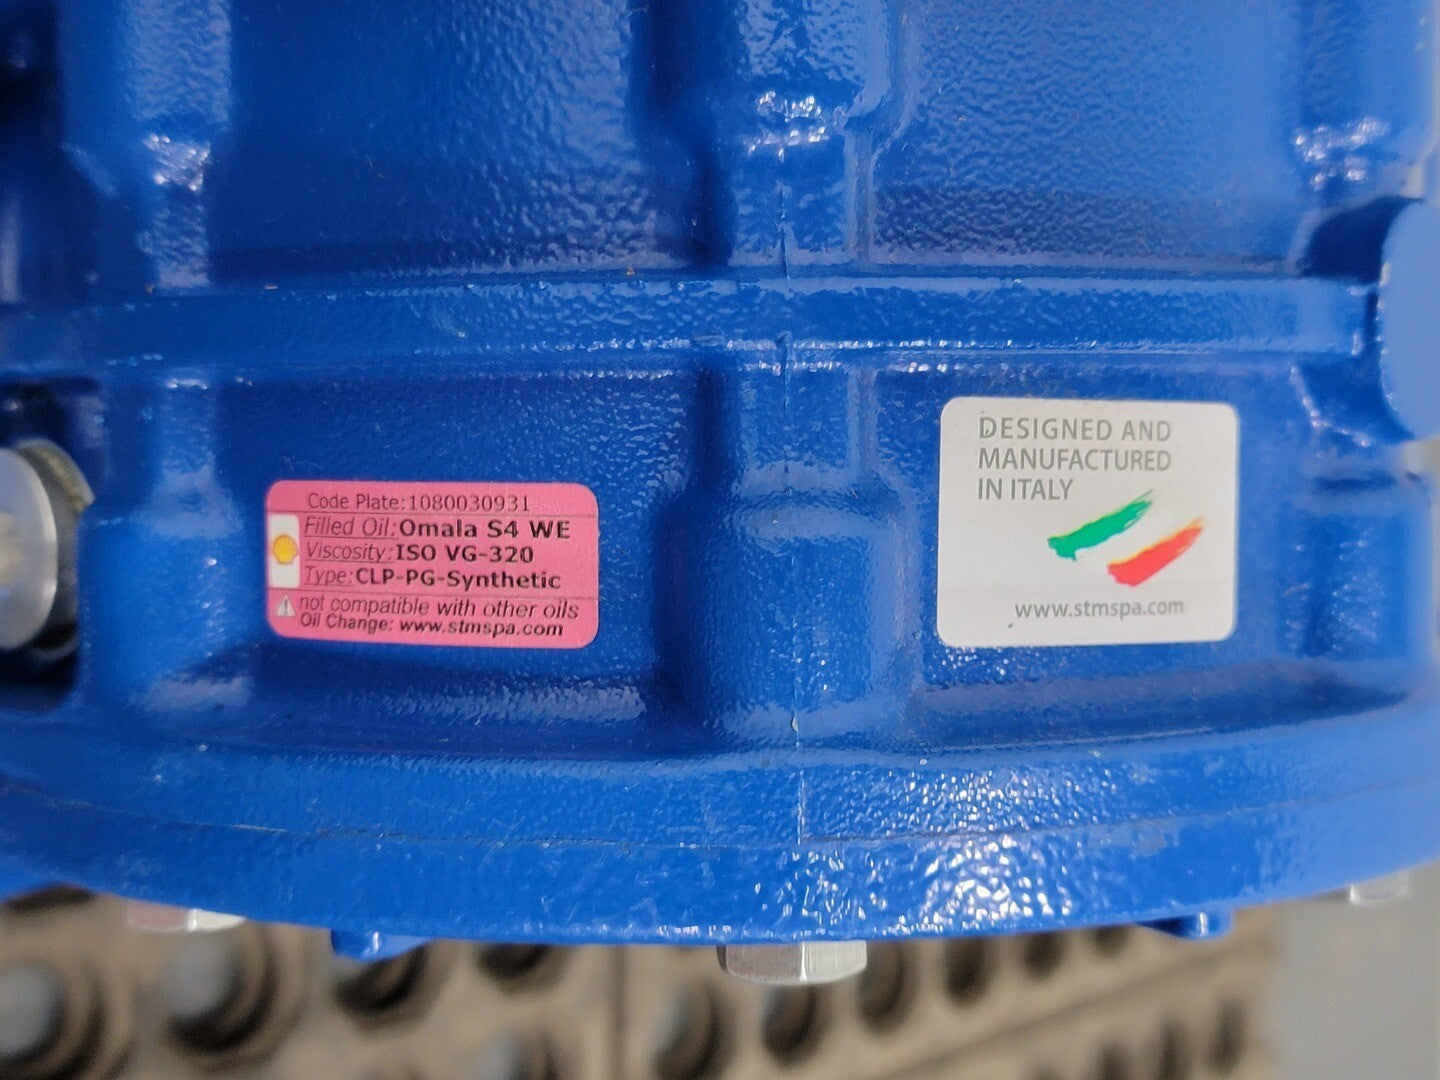 Code Plate:1080030931
Filled Oil:Omala S4 WE
Viscosity:ISO VG-320
Type:CLP-PG-Synthetic
not compatible with other oils
Oil Change: www.stmspa.com
DESIGNED AND
MANUFACTURED
IN ITALY
www.stmspa.com